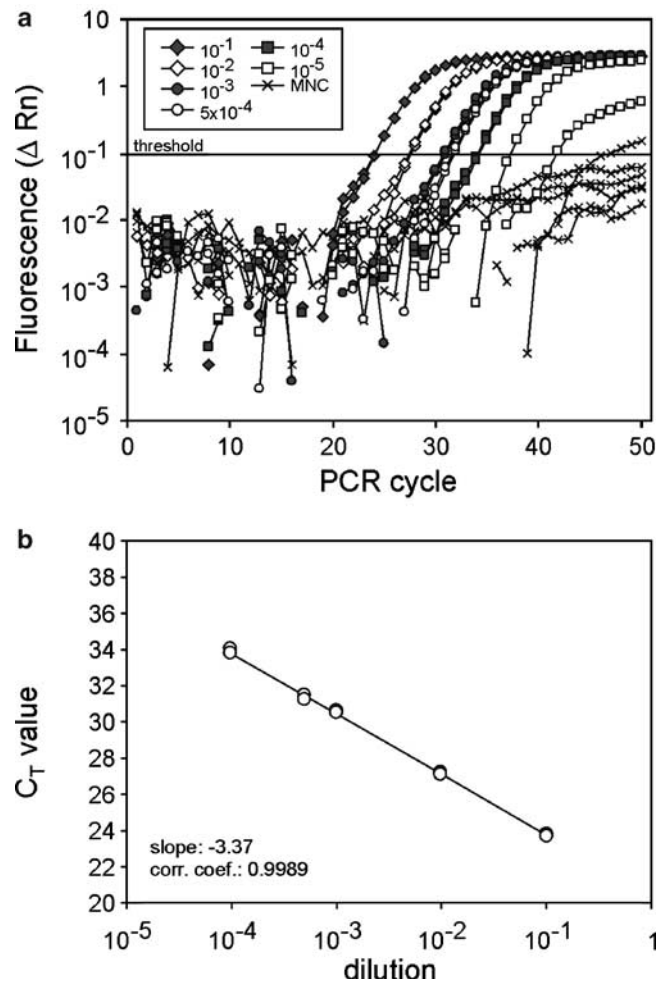 a
Fluorescence (Δ Rn)
10
1
10⁻¹
10⁻²
10⁻³
10⁻⁴
10⁻⁵
10⁻¹
10⁻²
10⁻³
5x10⁻⁴
10⁻⁴
10⁻⁵
MNC
threshold
0 10 20 30 40 50
PCR cycle
b
C_T value
40
38
36
34
32
30
28
26
24
22
20
slope: -3.37
corr. coef.: 0.9989
10⁻⁵ 10⁻⁴ 10⁻³ 10⁻² 10⁻¹ 1
dilution